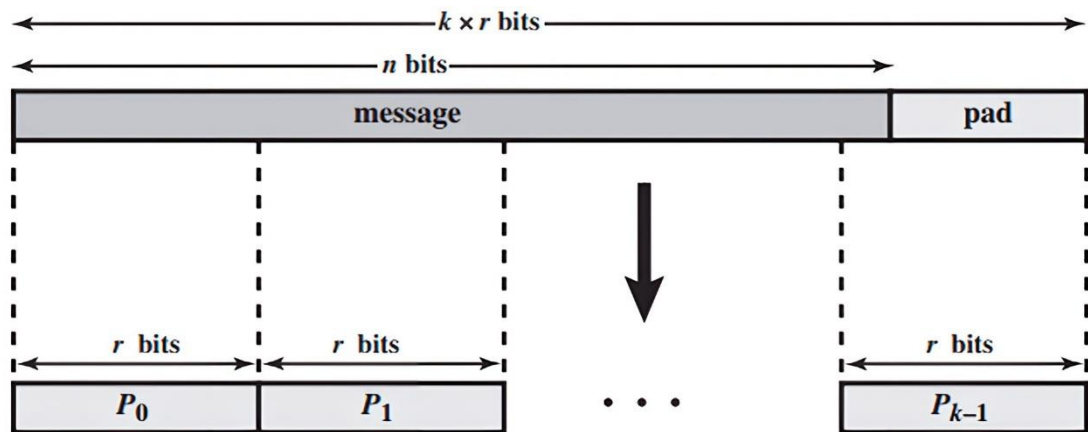 k × r bits
n bits
message pad
r bits r bits r bits
P₀ P₁ · · · Pₖ₋₁